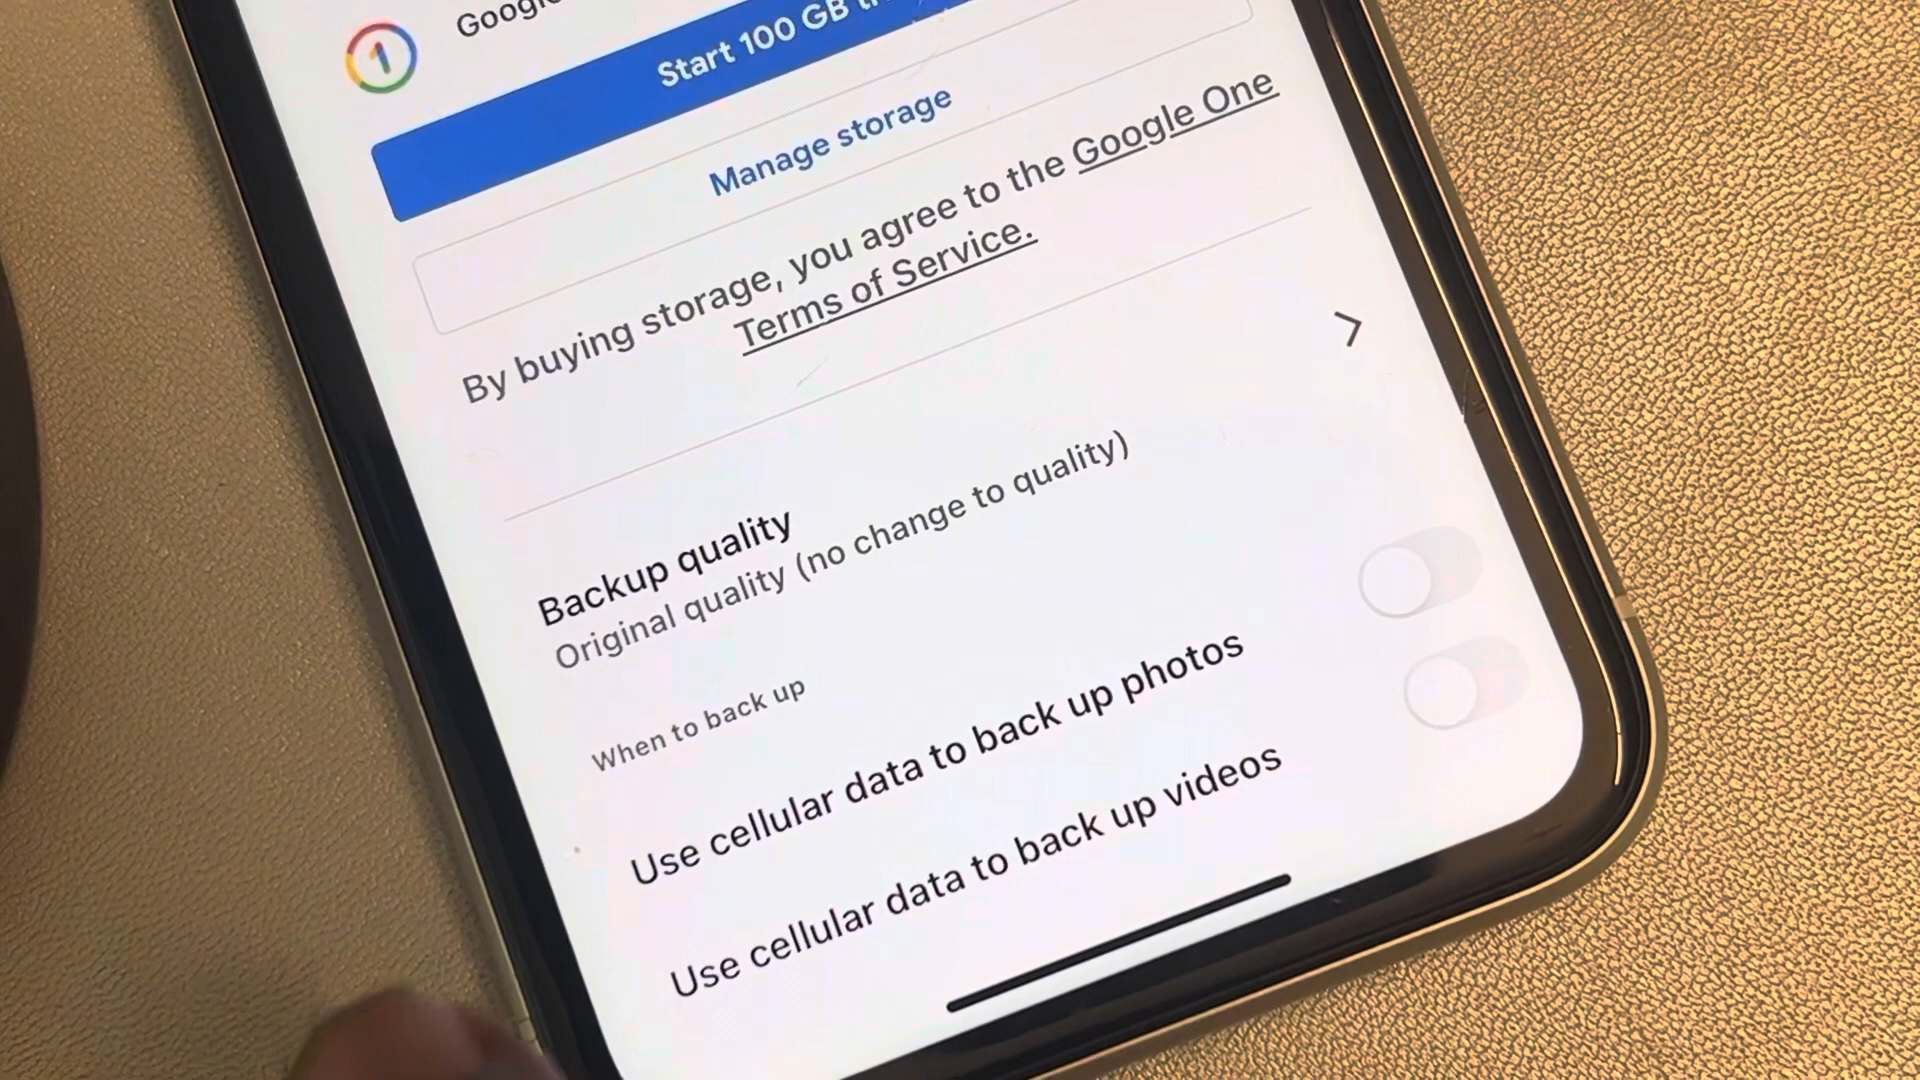 1
Start 100 GB
Manage storage
By buying storage, you agree to the Google One
Terms of Service.
Backup quality
Original quality (no change to quality)
When to back up
Use cellular data to back up photos
Use cellular data to back up videos